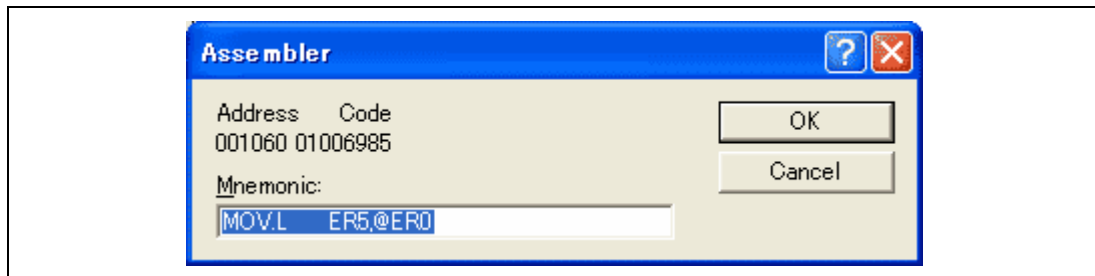 Assembler
Address Code
001060 01006985
Mnemonic:
MOV.L ER5,@ER0
OK
Cancel